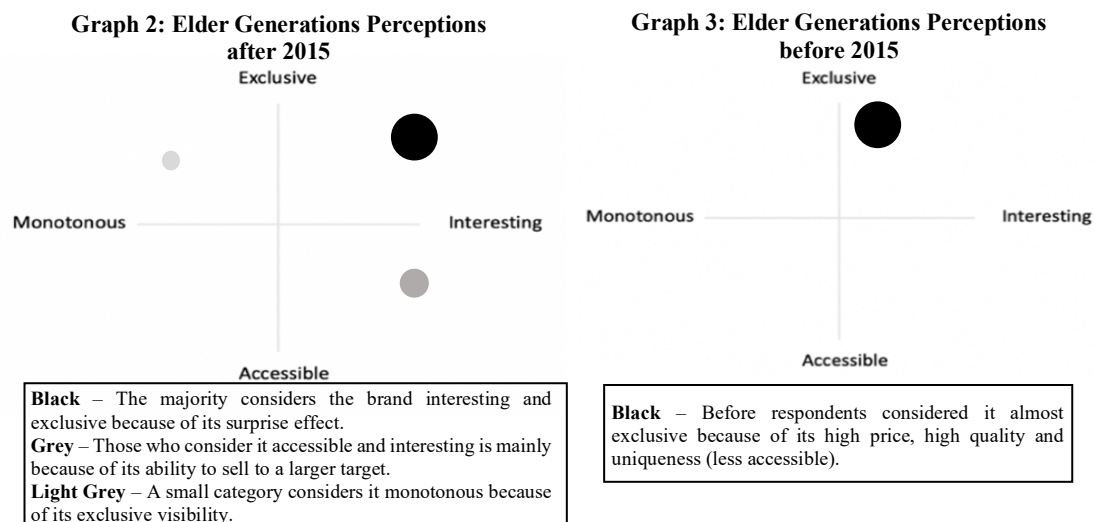 Graph 2: Elder Generations Perceptions
after 2015
Exclusive
Monotonous
Interesting
Accessible
Black – The majority considers the brand interesting and
exclusive because of its surprise effect.
Grey – Those who consider it accessible and interesting is mainly
because of its ability to sell to a larger target.
Light Grey – A small category considers it monotonous because
of its exclusive visibility.
Graph 3: Elder Generations Perceptions
before 2015
Exclusive
Monotonous
Interesting
Accessible
Black – Before respondents considered it almost
exclusive because of its high price, high quality and
uniqueness (less accessible).